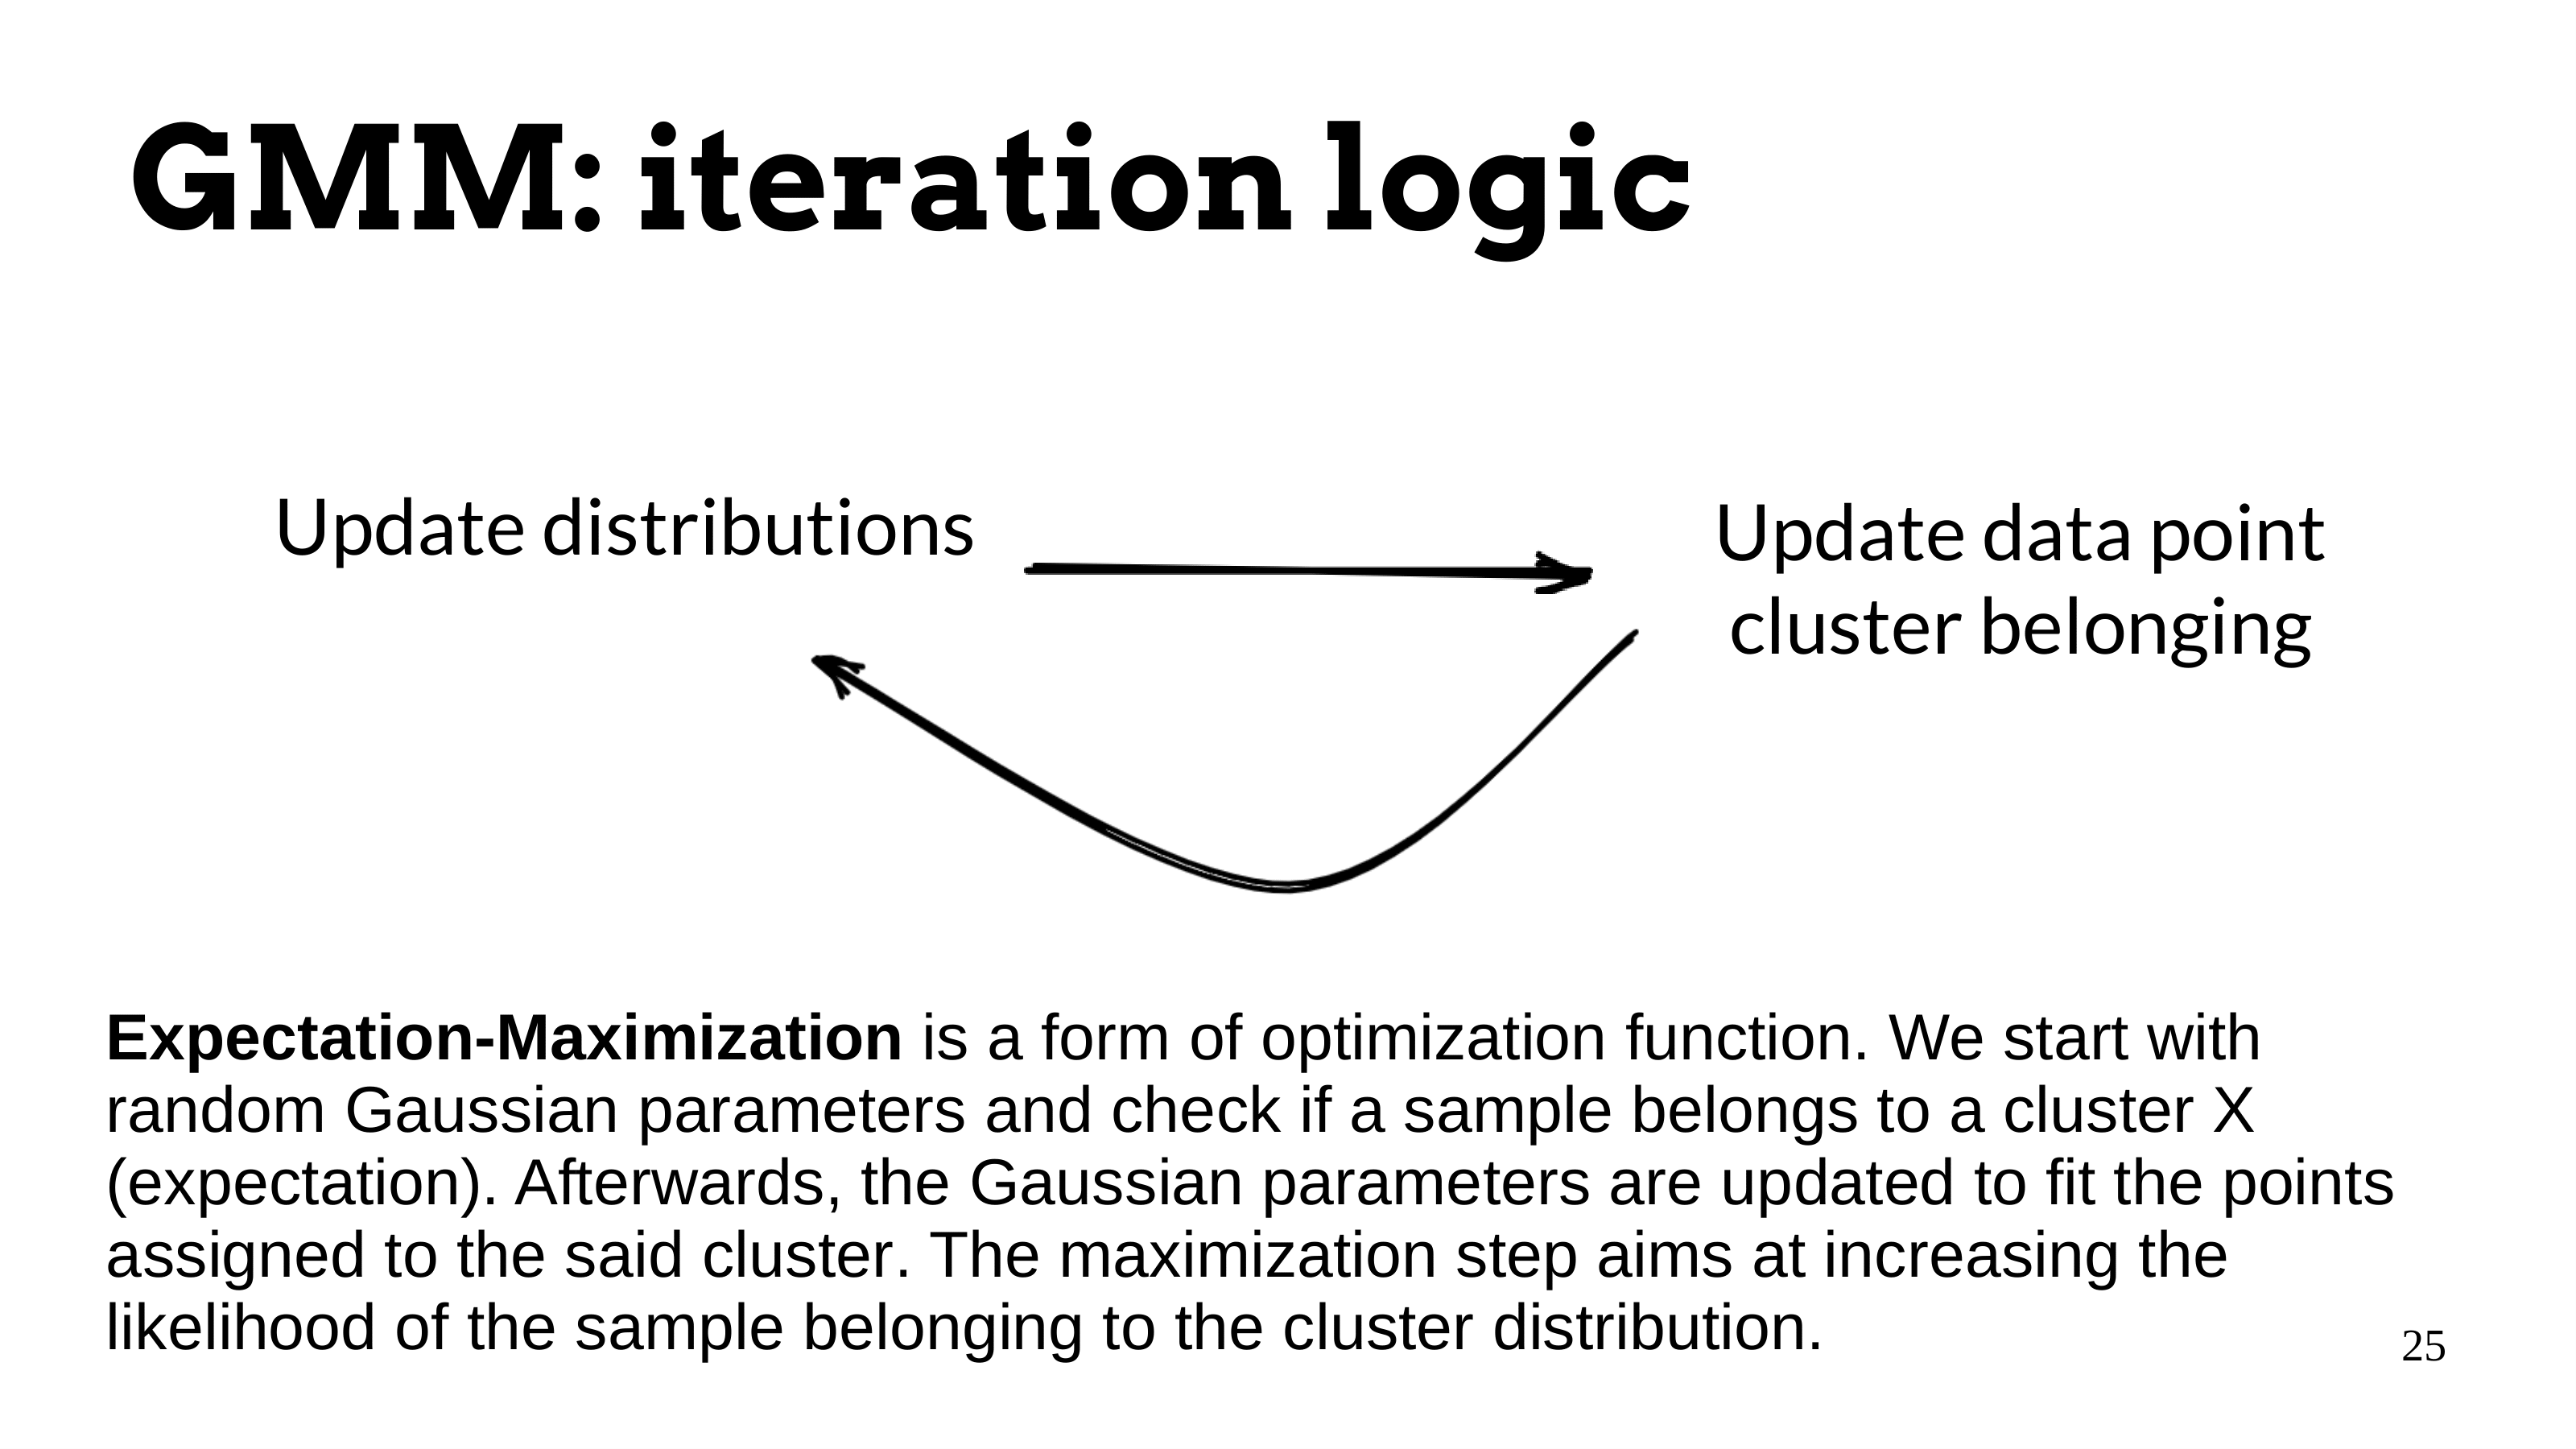 GMM: iteration logic
Update distributions
Update data point
cluster belonging
Expectation-Maximization is a form of optimization function. We start with
random Gaussian parameters and check if a sample belongs to a cluster X
(expectation). Afterwards, the Gaussian parameters are updated to fit the points
assigned to the said cluster. The maximization step aims at increasing the
likelihood of the sample belonging to the cluster distribution.
25